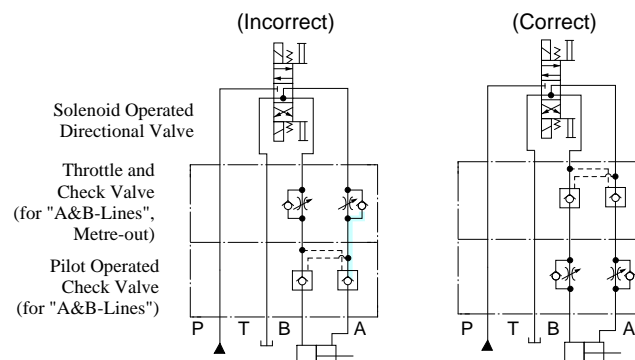 (Incorrect)
(Correct)
Solenoid Operated
Directional Valve
Throttle and
Check Valve
(for "A&B-Lines",
Metre-out)
Pilot Operated
Check Valve
(for "A&B-Lines")
P T B A
P T B A